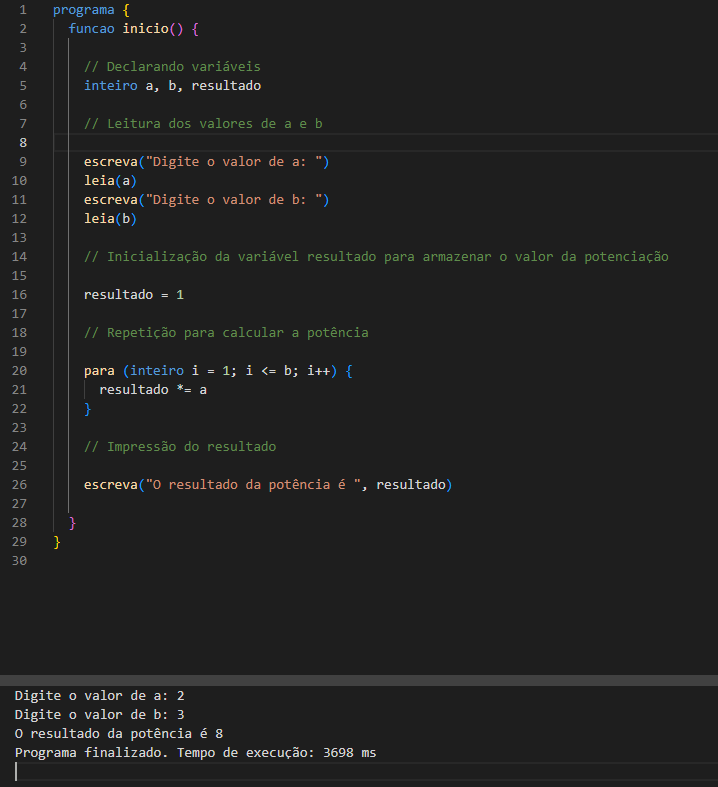 1 programa {
2 funcao inicio() {
3
4 // Declarando variáveis
5 inteiro a, b, resultado
6
7 // Leitura dos valores de a e b
8
9 escreva("Digite o valor de a: ")
10 leia(a)
11 escreva("Digite o valor de b: ")
12 leia(b)
13
14 // Inicialização da variável resultado para armazenar o valor da potenciação
15
16 resultado = 1
17
18 // Repetição para calcular a potência
19
20 para (inteiro i = 1; i <= b; i++) {
21 resultado *= a
22 }
23
24 // Impressão do resultado
25
26 escreva("O resultado da potência é ", resultado)
27
28 }
29 }
30
Digite o valor de a: 2
Digite o valor de b: 3
O resultado da potência é 8
Programa finalizado. Tempo de execução: 3698 ms